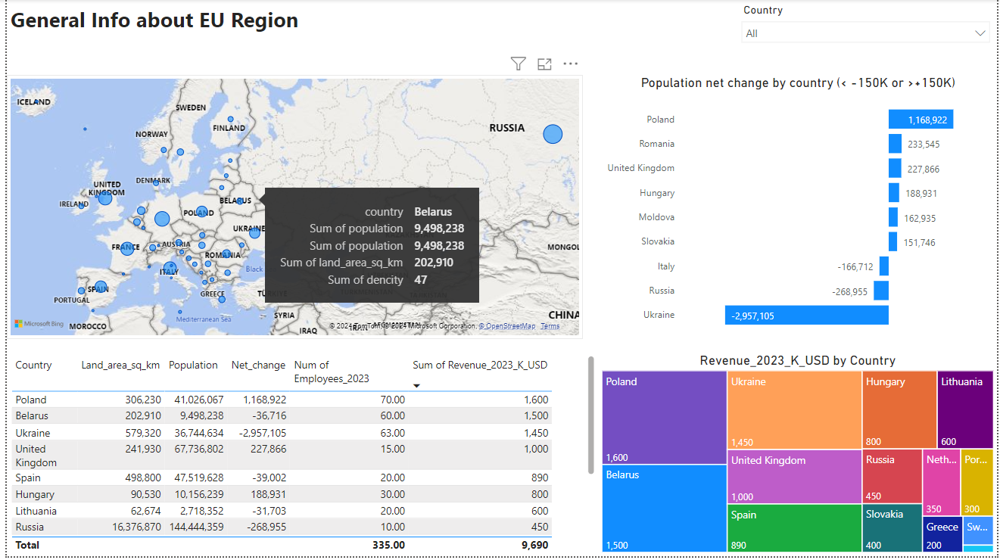 General Info about EU Region
Country
All
ICELAND
SWEDEN
FINLAND
NORWAY
RUSSIA
DENMARK
UNITED
KINGDOM
IRELAND
BELARUS
POLAND
UKRAINE
FRANCE
AUSTRIA
ROMANIA
ITALY
Black
SPAIN
PORTUGAL
GREECE
Mediterranean Sea
SYRIA
IRAQ
MOROCCO
MONGOL
CHINA
country Belarus
Sum of population 9,498,238
Sum of population 9,498,238
Sum of land_area_sq_km 202,910
Sum of dencity 47
Microsoft Bing
© 2024 TomTom, © 2024 Microsoft Corporation, © OpenStreetMap Terms
Population net change by country (< -150K or >+150K)
Poland 1,168,922
Romania 233,545
United Kingdom 227,866
Hungary 188,931
Moldova 162,935
Slovakia 151,746
Italy -166,712
Russia -268,955
Ukraine -2,957,105
Country Land_area_sq_km Population Net_change Num of Sum of Revenue_2023_K_USD
Employees_2023
Poland 306,230 41,026,067 1,168,922 70.00 1,600
Belarus 202,910 9,498,238 -36,716 60.00 1,500
Ukraine 579,320 36,744,634 -2,957,105 63.00 1,450
United 241,930 67,736,802 227,866 15.00 1,000
Kingdom
Spain 498,800 47,519,628 -39,002 20.00 890
Hungary 90,530 10,156,239 188,931 30.00 800
Lithuania 62,674 2,718,352 -31,703 20.00 600
Russia 16,376,870 144,444,359 -268,955 10.00 450
Total 335.00 9,690
Revenue_2023_K_USD by Country
Poland
1,600
Belarus
1,500
Ukraine
1,450
United Kingdom
1,000
Spain
890
Hungary
800
Lithuania
600
Russia
450
Slovakia
400
Neth...
350
Por...
300
Greece
200
Sw...